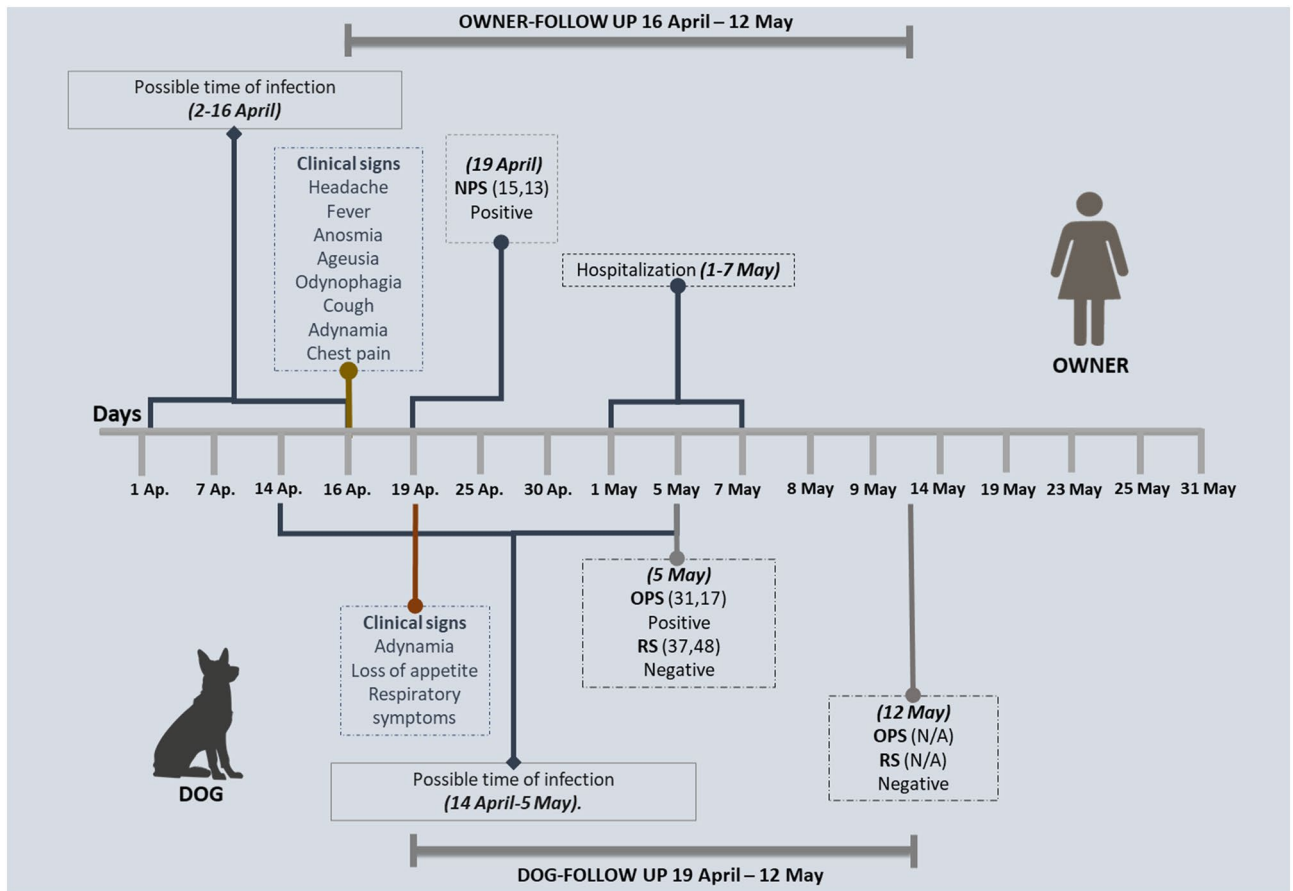 OWNER-FOLLOW UP 16 April – 12 May
Possible time of infection
(2-16 April)
Clinical signs
Headache
Fever
Anosmia
Ageusia
Odynophagia
Cough
Adynamia
Chest pain
(19 April)
NPS (15,13)
Positive
Hospitalization (1-7 May)
OWNER
Days
1 Ap. 7 Ap. 14 Ap. 16 Ap. 19 Ap. 25 Ap. 30 Ap. 1 May 5 May 7 May 8 May 9 May 14 May 19 May 23 May 25 May 31 May
(5 May)
OPS (31,17)
Positive
RS (37,48)
Negative
Clinical signs
Adynamia
Loss of appetite
Respiratory
symptoms
(12 May)
OPS (N/A)
RS (N/A)
Negative
DOG
Possible time of infection
(14 April-5 May).
DOG-FOLLOW UP 19 April – 12 May